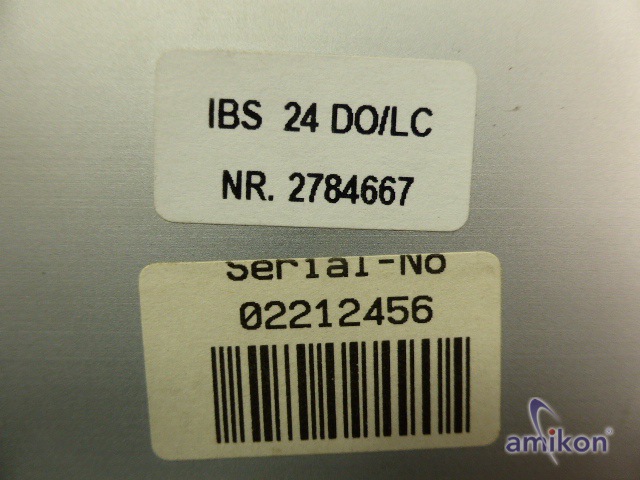 IBS 24 DO/LC
NR. 2784667
Serial-No
02212456
amikon®